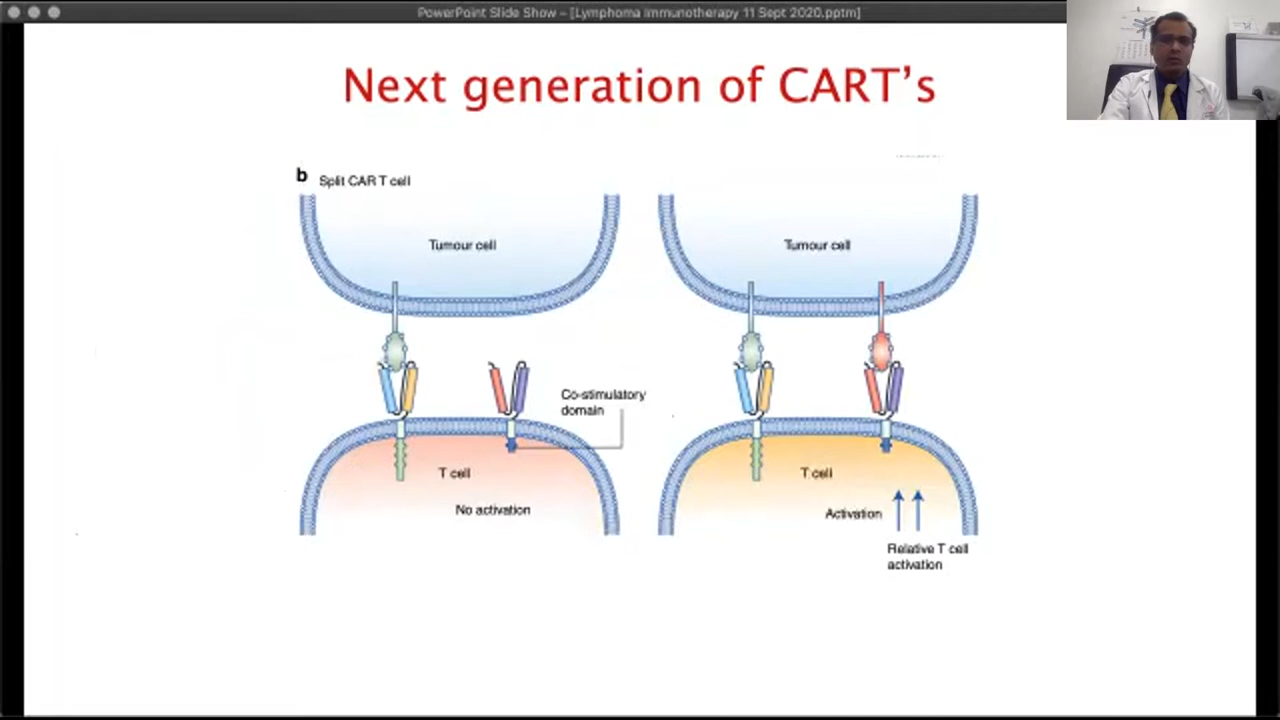 PowerPoint Slide Show – [Lymphoma Immunotherapy 11 Sept 2020.pptm]
Next generation of CART's
b Split CAR T cell
Tumour cell
Tumour cell
Co-stimulatory
domain
T cell
No activation
T cell
Activation
Relative T cell
activation